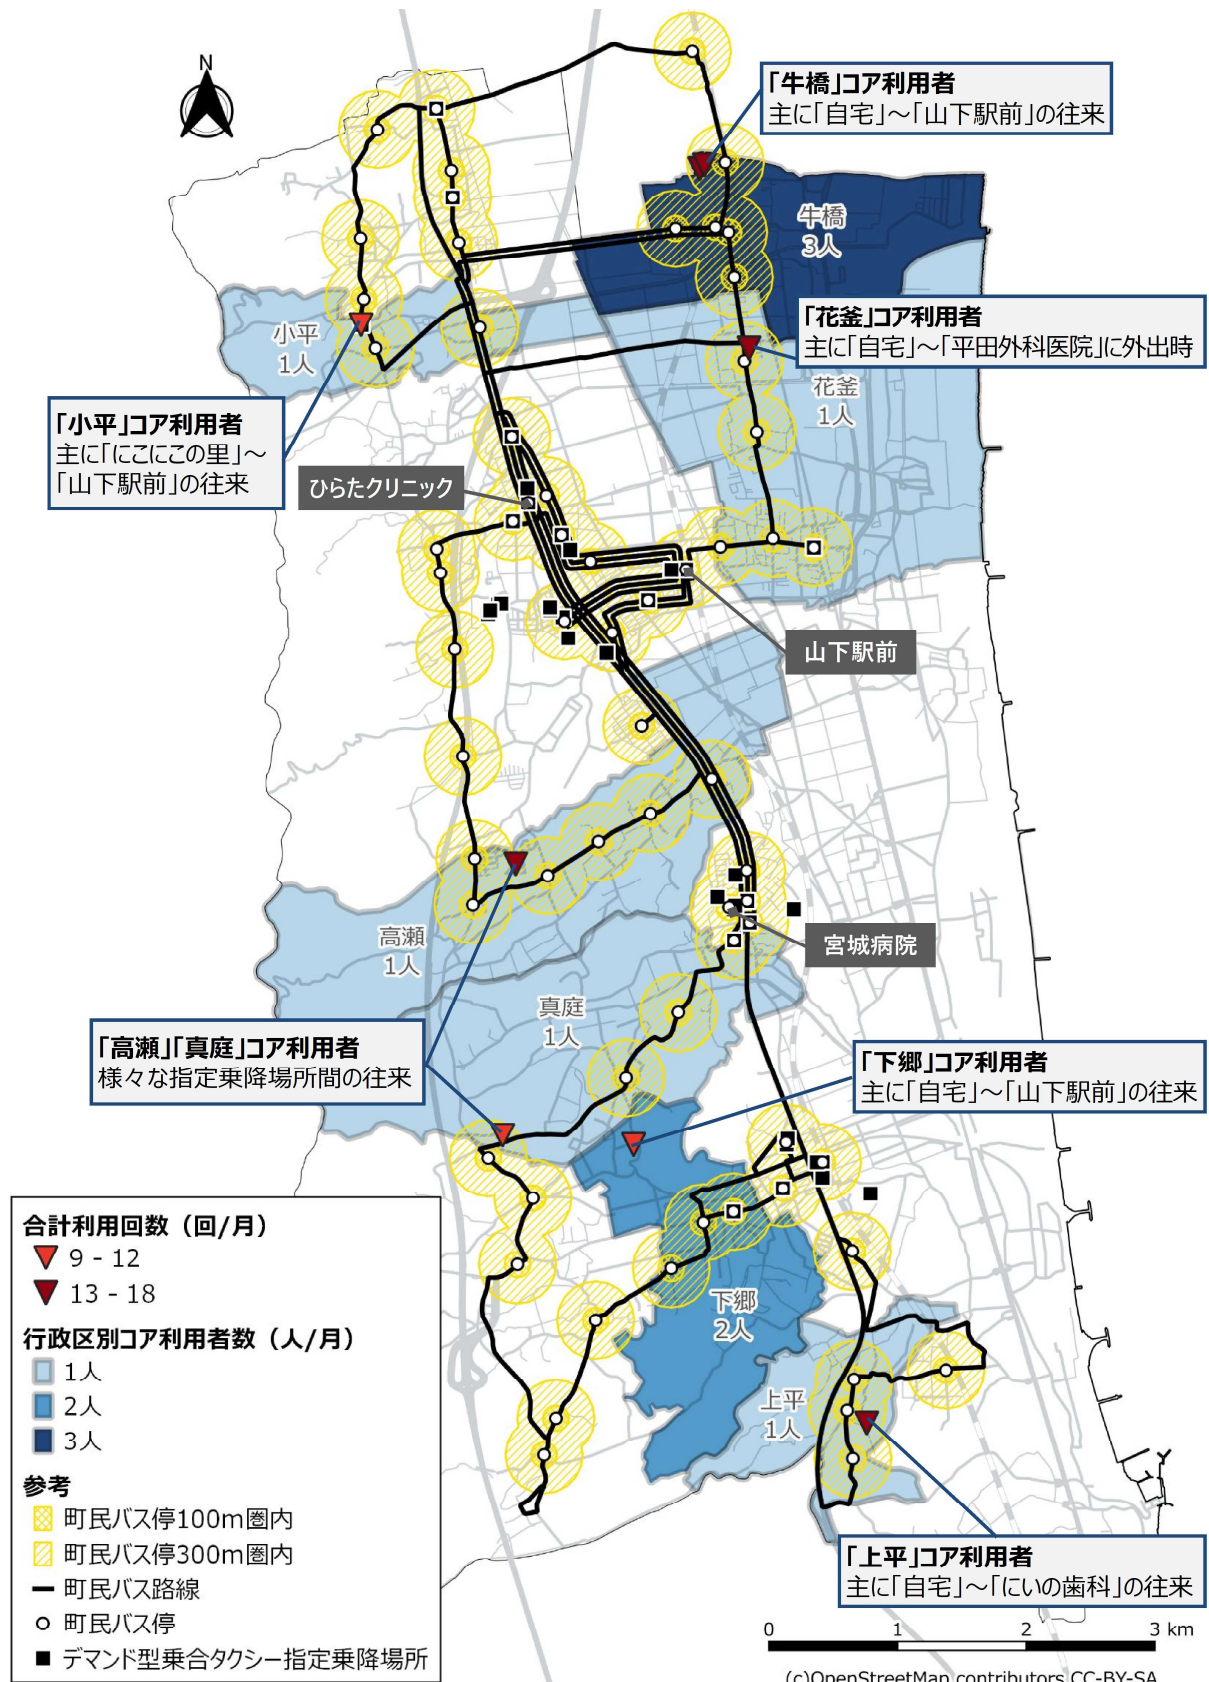 N
「牛橋」コア利用者
主に「自宅」～「山下駅前」の往来
牛橋
3人
「花釜」コア利用者
主に「自宅」～「平田外科医院」に外出時
花釜
1人
小平
1人
「小平」コア利用者
主に「にこにこの里」～
「山下駅前」の往来
ひらたクリニック
山下駅前
高瀬
1人
宮城病院
真庭
1人
「高瀬」「真庭」コア利用者
様々な指定乗降場所間の往来
「下郷」コア利用者
主に「自宅」～「山下駅前」の往来
下郷
2人
上平
1人
「上平」コア利用者
主に「自宅」～「にいの歯科」の往来
合計利用回数（回/月）
9 - 12
13 - 18
行政区別コア利用者数（人/月）
1人
2人
3人
参考
町民バス停100m圏内
町民バス停300m圏内
町民バス路線
町民バス停
デマンド型乗合タクシー指定乗降場所
0 1 2 3 km
(c)OpenStreetMap contributors,CC-BY-SA